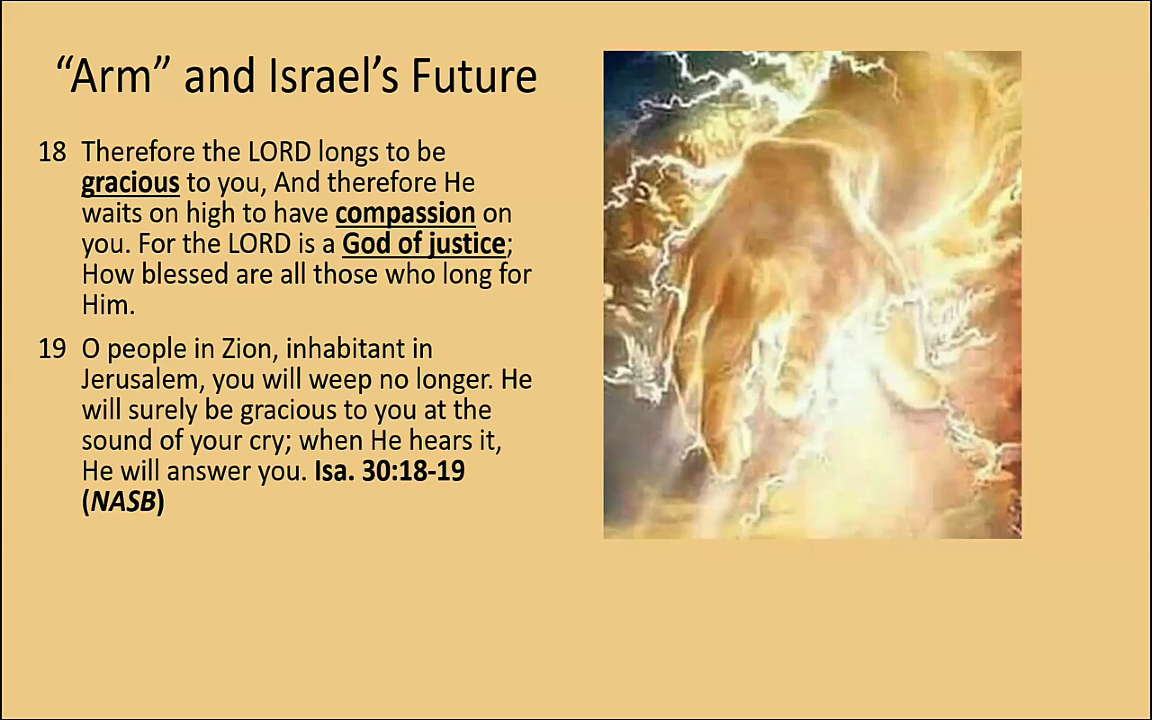 “Arm” and Israel’s Future
18 Therefore the LORD longs to be
gracious to you, And therefore He
waits on high to have compassion on
you. For the LORD is a God of justice;
How blessed are all those who long for
Him.
19 O people in Zion, inhabitant in
Jerusalem, you will weep no longer. He
will surely be gracious to you at the
sound of your cry; when He hears it,
He will answer you. Isa. 30:18-19
(NASB)